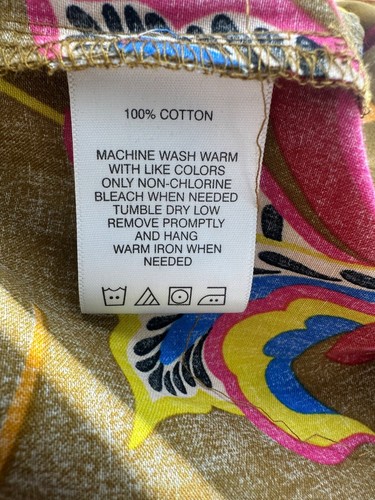 100% COTTON
MACHINE WASH WARM
WITH LIKE COLORS
ONLY NON-CHLORINE
BLEACH WHEN NEEDED
TUMBLE DRY LOW
REMOVE PROMPTLY
AND HANG
WARM IRON WHEN
NEEDED